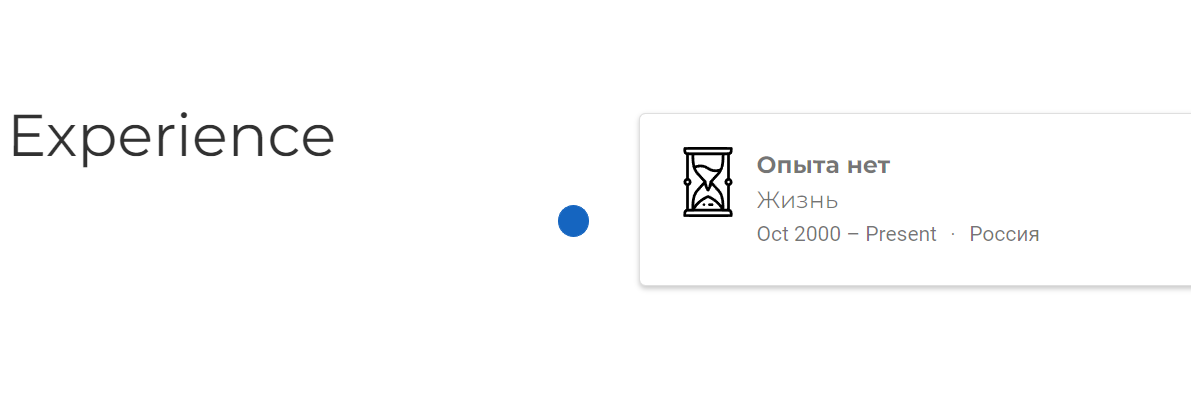 Experience
Опыта нет
Жизнь
Oct 2000 – Present · Россия